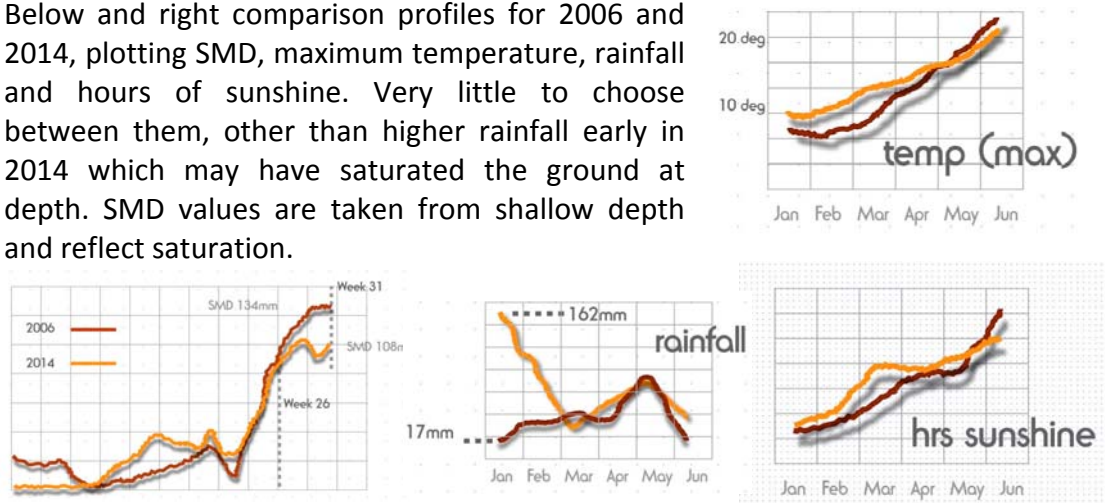 Below and right comparison profiles for 2006 and
2014, plotting SMD, maximum temperature, rainfall
and hours of sunshine. Very little to choose
between them, other than higher rainfall early in
2014 which may have saturated the ground at
depth. SMD values are taken from shallow depth
and reflect saturation.
20 deg
10 deg
temp (max)
Jan Feb Mar Apr May Jun
Week 31
SMD 134mm
2006
2014
SMD 108m
Week 26
162mm
rainfall
17mm
Jan Feb Mar Apr May Jun
hrs sunshine
Jan Feb Mar Apr May Jun